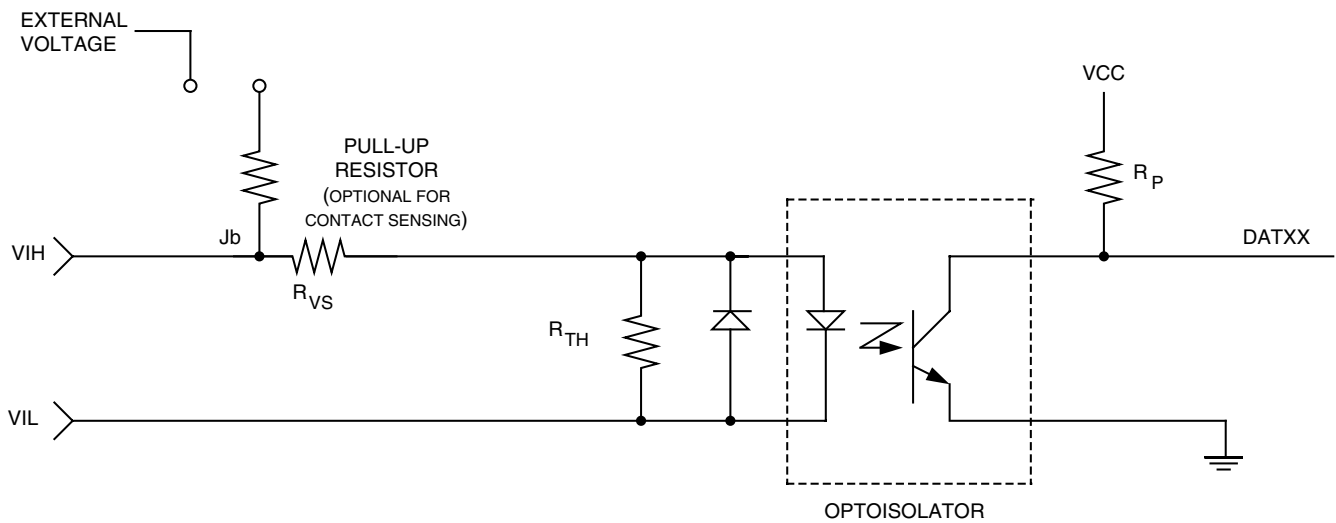 EXTERNAL
VOLTAGE
VCC
PULL-UP
RESISTOR
(OPTIONAL FOR
CONTACT SENSING)
R P
Jb
DATXX
VIH
R VS
R TH
VIL
OPTOISOLATOR